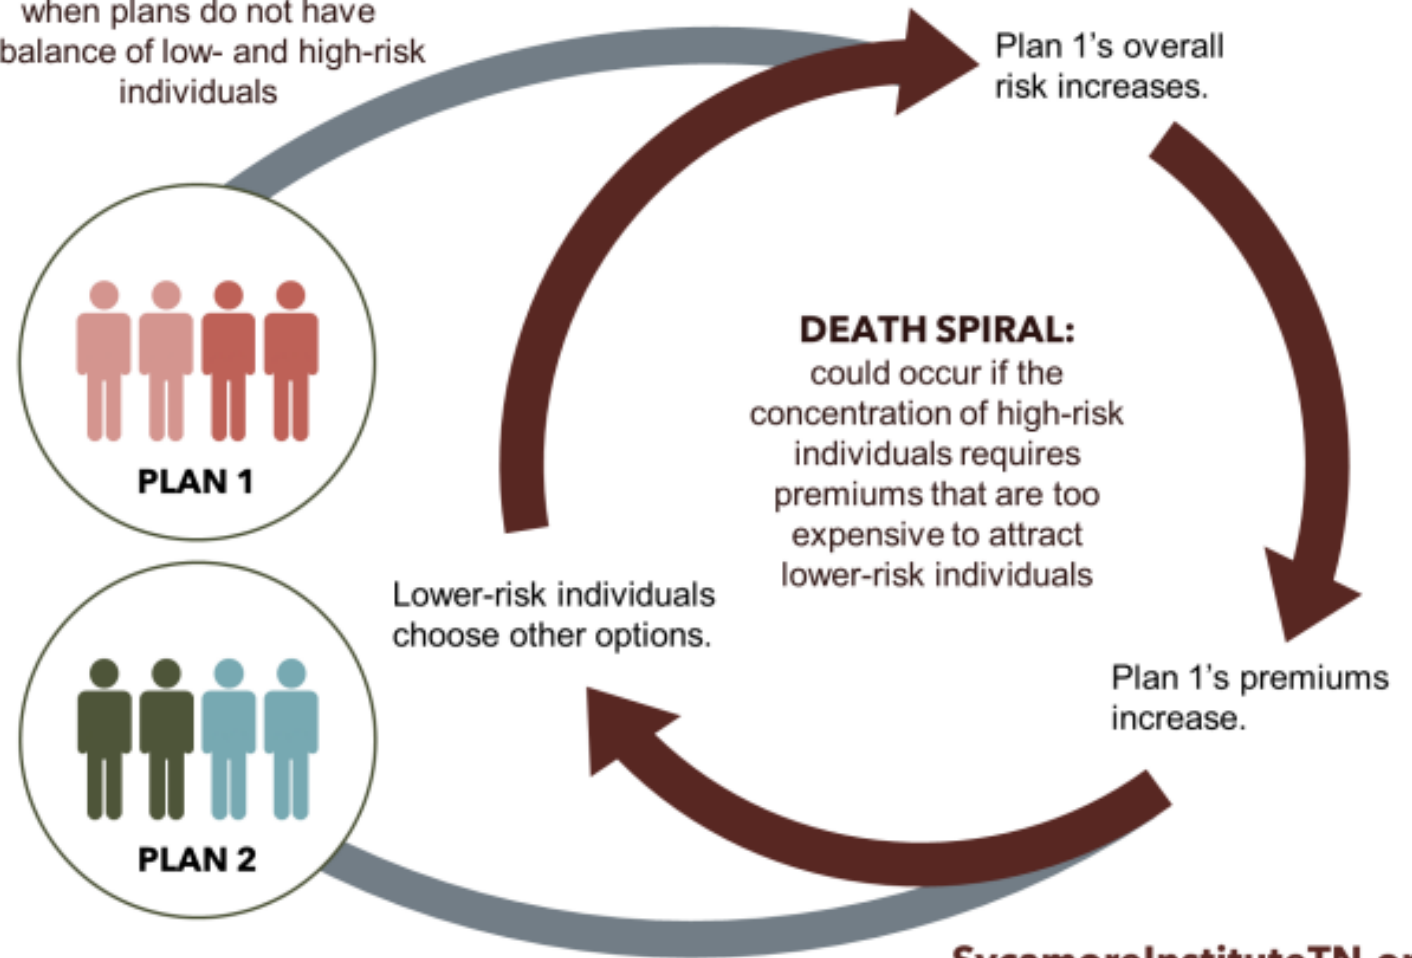 when plans do not have
balance of low- and high-risk
individuals
Plan 1’s overall
risk increases.
PLAN 1
DEATH SPIRAL:
could occur if the
concentration of high-risk
individuals requires
premiums that are too
expensive to attract
lower-risk individuals
Lower-risk individuals
choose other options.
Plan 1’s premiums
increase.
PLAN 2